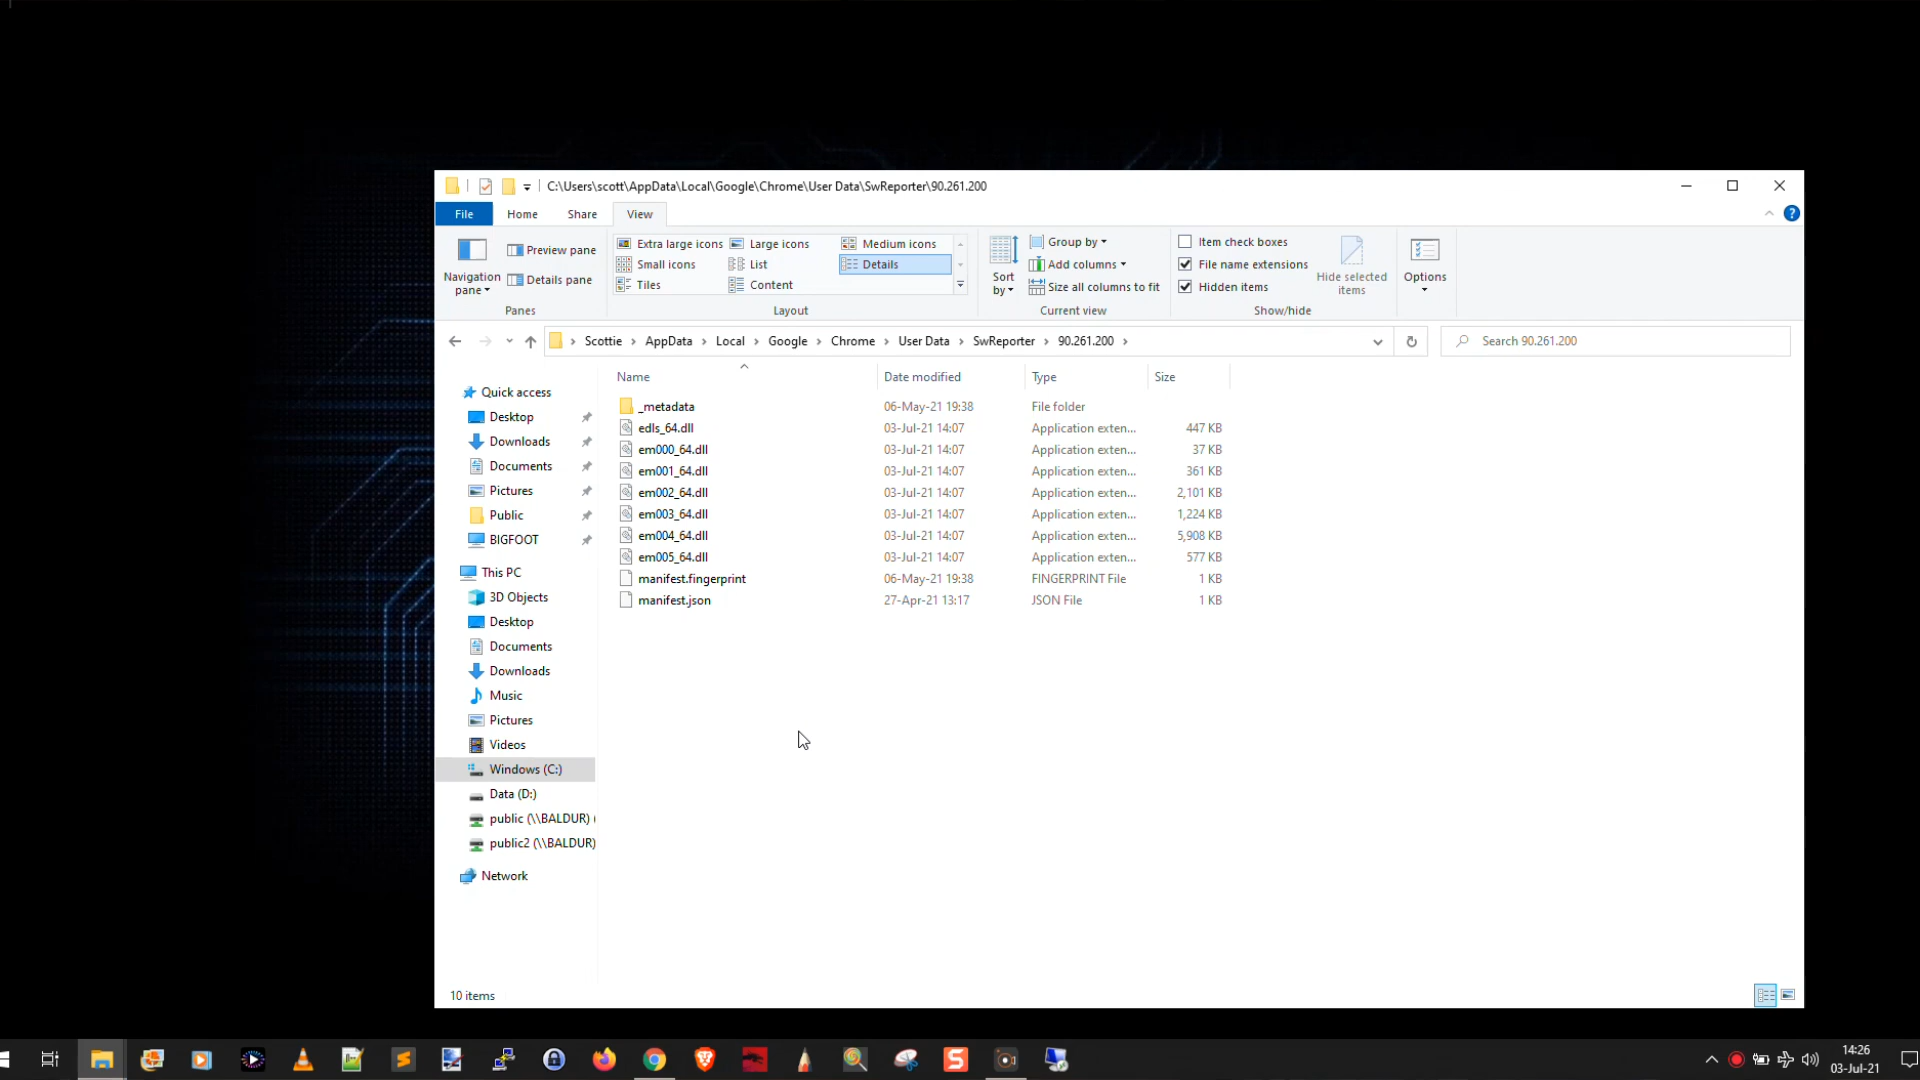 C:\Users\scott\AppData\Local\Google\Chrome\User Data\SwReporter\90.261.200
File Home Share View
Navigation pane
Preview pane
Details pane
Panes
Extra large icons Large icons Medium icons
Small icons List Details
Tiles Content
Layout
Sort by
Group by
Add columns
Size all columns to fit
Current view
Item check boxes
File name extensions
Hidden items
Hide selected items
Show/hide
Options
Scottie AppData Local Google Chrome User Data SwReporter 90.261.200
Search 90.261.200
Quick access
Desktop
Downloads
Documents
Pictures
Public
BIGFOOT
This PC
3D Objects
Desktop
Documents
Downloads
Music
Pictures
Videos
Windows (C:)
Data (D:)
public (\\BALDUR) (
public2 (\\BALDUR)
Network
Name Date modified Type Size
_metadata 06-May-21 19:38 File folder
edls_64.dll 03-Jul-21 14:07 Application exten... 447 KB
em000_64.dll 03-Jul-21 14:07 Application exten... 37 KB
em001_64.dll 03-Jul-21 14:07 Application exten... 361 KB
em002_64.dll 03-Jul-21 14:07 Application exten... 2,101 KB
em003_64.dll 03-Jul-21 14:07 Application exten... 1,224 KB
em004_64.dll 03-Jul-21 14:07 Application exten... 5,908 KB
em005_64.dll 03-Jul-21 14:07 Application exten... 577 KB
manifest.fingerprint 06-May-21 19:38 FINGERPRINT File 1 KB
manifest.json 27-Apr-21 13:17 JSON File 1 KB
10 items
14:26
03-Jul-21